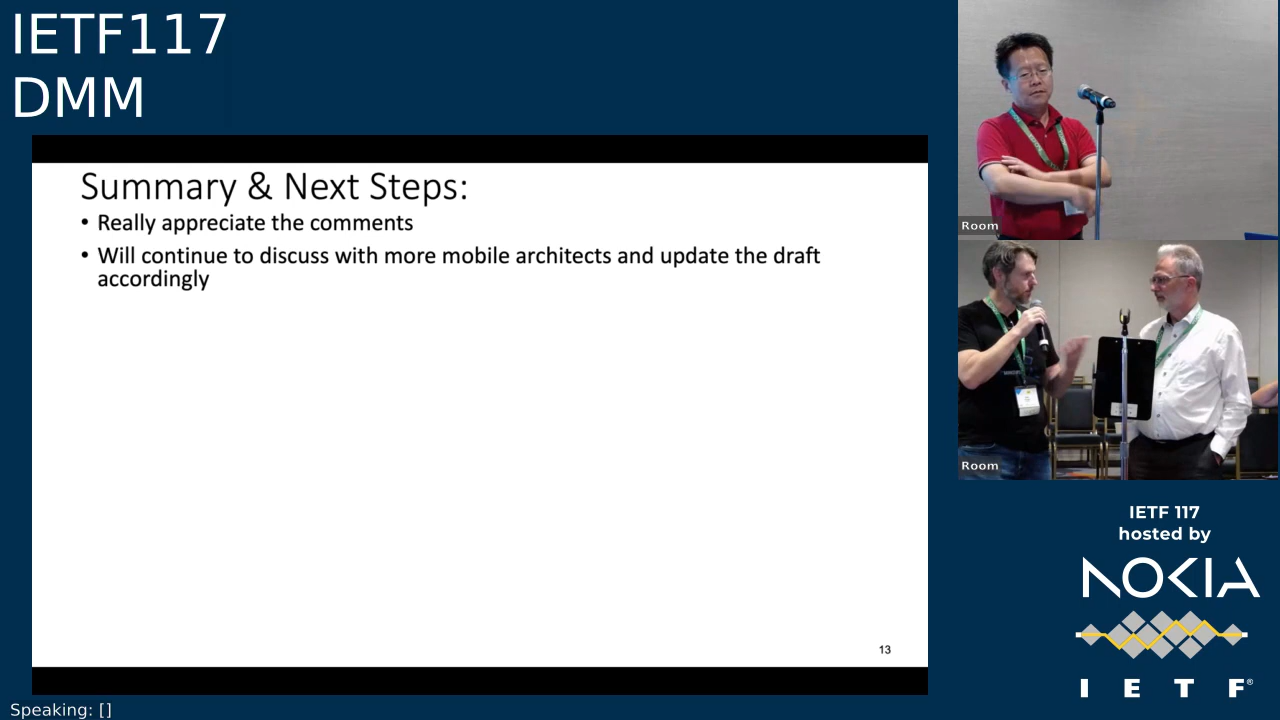 IETF117
DMM
Summary & Next Steps:
• Really appreciate the comments
• Will continue to discuss with more mobile architects and update the draft
accordingly
13
Room
Room
IETF 117
hosted by
NOKIA
I E T F®
Speaking: []